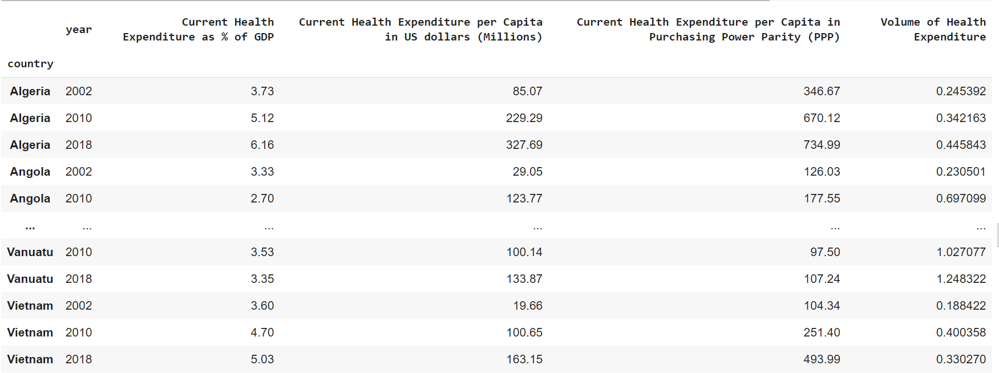 year Current Health Expenditure as % of GDP Current Health Expenditure per Capita in US dollars (Millions) Current Health Expenditure per Capita in Purchasing Power Parity (PPP) Volume of Health Expenditure
country
Algeria 2002 3.73 85.07 346.67 0.245392
Algeria 2010 5.12 229.29 670.12 0.342163
Algeria 2018 6.16 327.69 734.99 0.445843
Angola 2002 3.33 29.05 126.03 0.230501
Angola 2010 2.70 123.77 177.55 0.697099
... ... ... ... ... ...
Vanuatu 2010 3.53 100.14 97.50 1.027077
Vanuatu 2018 3.35 133.87 107.24 1.248322
Vietnam 2002 3.60 19.66 104.34 0.188422
Vietnam 2010 4.70 100.65 251.40 0.400358
Vietnam 2018 5.03 163.15 493.99 0.330270